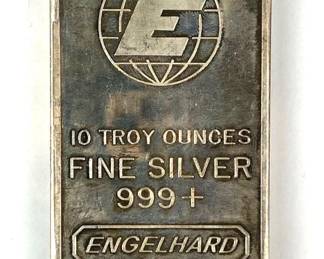 E
10 TROY OUNCES
FINE SILVER
999+
ENGELHARD